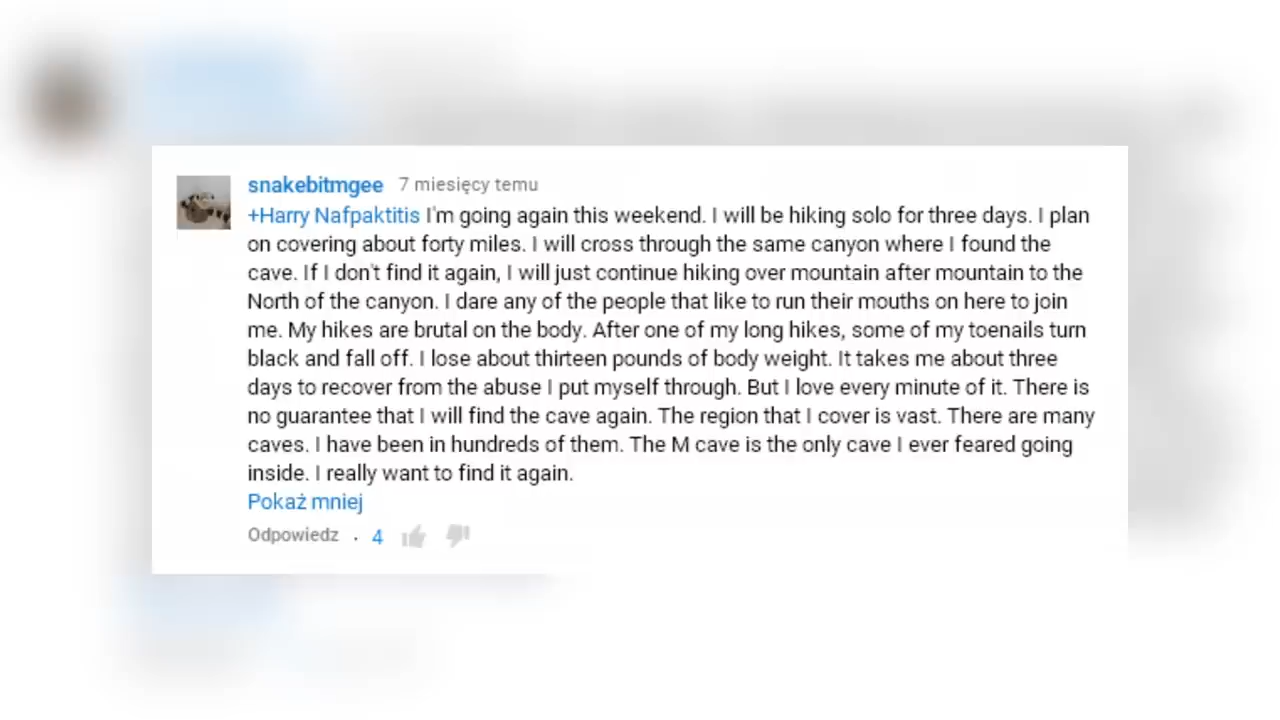 snakebitmgee 7 miesięcy temu
+Harry Nafpaktitis I'm going again this weekend. I will be hiking solo for three days. I plan
on covering about forty miles. I will cross through the same canyon where I found the
cave. If I don't find it again, I will just continue hiking over mountain after mountain to the
North of the canyon. I dare any of the people that like to run their mouths on here to join
me. My hikes are brutal on the body. After one of my long hikes, some of my toenails turn
black and fall off. I lose about thirteen pounds of body weight. It takes me about three
days to recover from the abuse I put myself through. But I love every minute of it. There is
no guarantee that I will find the cave again. The region that I cover is vast. There are many
caves. I have been in hundreds of them. The M cave is the only cave I ever feared going
inside. I really want to find it again.
Pokaż mniej
Odpowiedz · 4